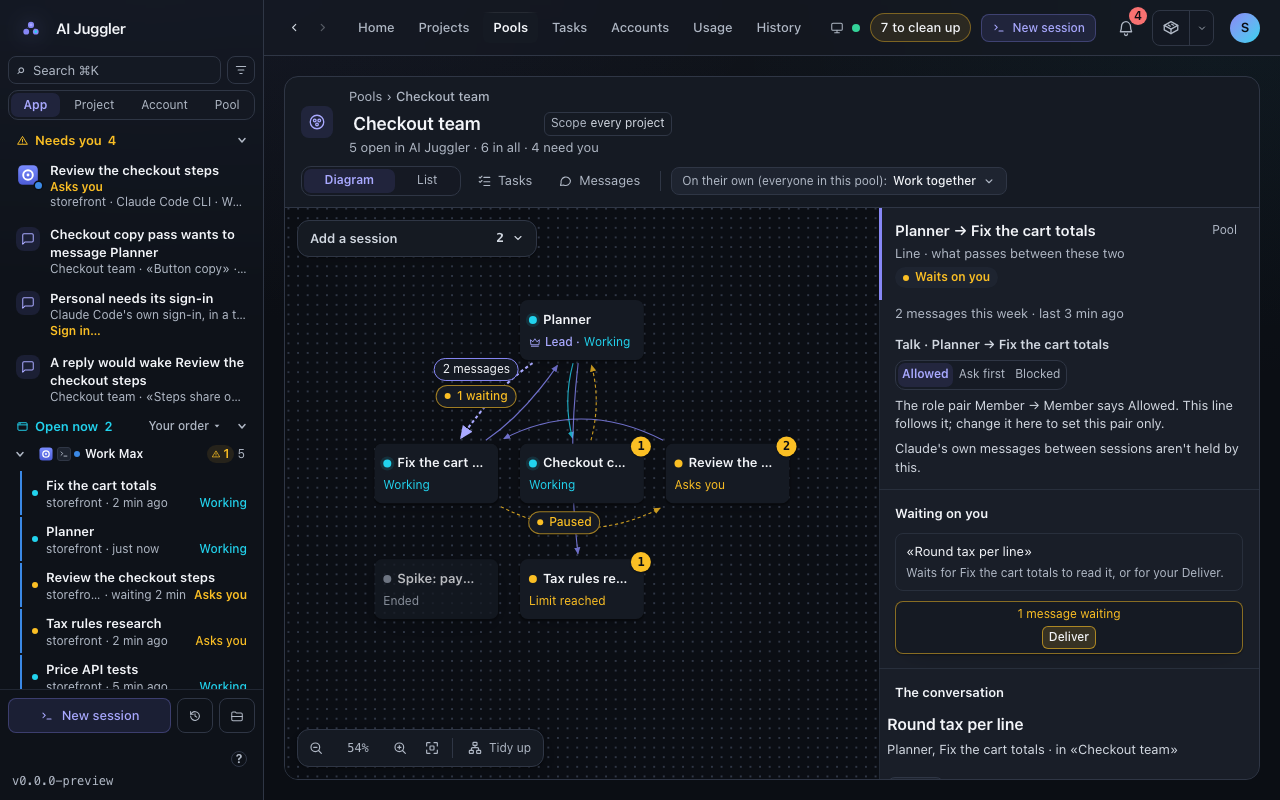 AI Juggler
Search ⌘K
App Project Account Pool
Needs you 4
Review the checkout steps
Asks you
storefront · Claude Code CLI · W…
Checkout copy pass wants to
message Planner
Checkout team · «Button copy» ·…
Personal needs its sign-in
Claude Code's own sign-in, in a t…
Sign in…
A reply would wake Review the
checkout steps
Checkout team · «Steps share o…
Open now 2 Your order
Work Max 1 5
Fix the cart totals
storefront · 2 min ago Working
Planner
storefront · just now Working
Review the checkout steps
storefro… · waiting 2 min Asks you
Tax rules research
storefront · 2 min ago Asks you
Price API tests
storefront · 5 min ago Working
New session
?
v0.0.0-preview
Home Projects Pools Tasks Accounts Usage History
7 to clean up
New session
4
S
Pools › Checkout team
Checkout team
Scope every project
5 open in AI Juggler · 6 in all · 4 need you
Diagram List Tasks Messages
On their own (everyone in this pool): Work together
Add a session 2
Planner
Lead · Working
2 messages
1 waiting
Fix the cart …
Working
1
Checkout c…
Working
2
Review the …
Asks you
Paused
Spike: pay…
Ended
1
Tax rules re…
Limit reached
54%
Tidy up
Planner → Fix the cart totals
Pool
Line · what passes between these two
Waits on you
2 messages this week · last 3 min ago
Talk · Planner → Fix the cart totals
Allowed Ask first Blocked
The role pair Member → Member says Allowed. This line
follows it; change it here to set this pair only.
Claude's own messages between sessions aren't held by
this.
Waiting on you
«Round tax per line»
Waits for Fix the cart totals to read it, or for your Deliver.
1 message waiting
Deliver
The conversation
Round tax per line
Planner, Fix the cart totals · in «Checkout team»